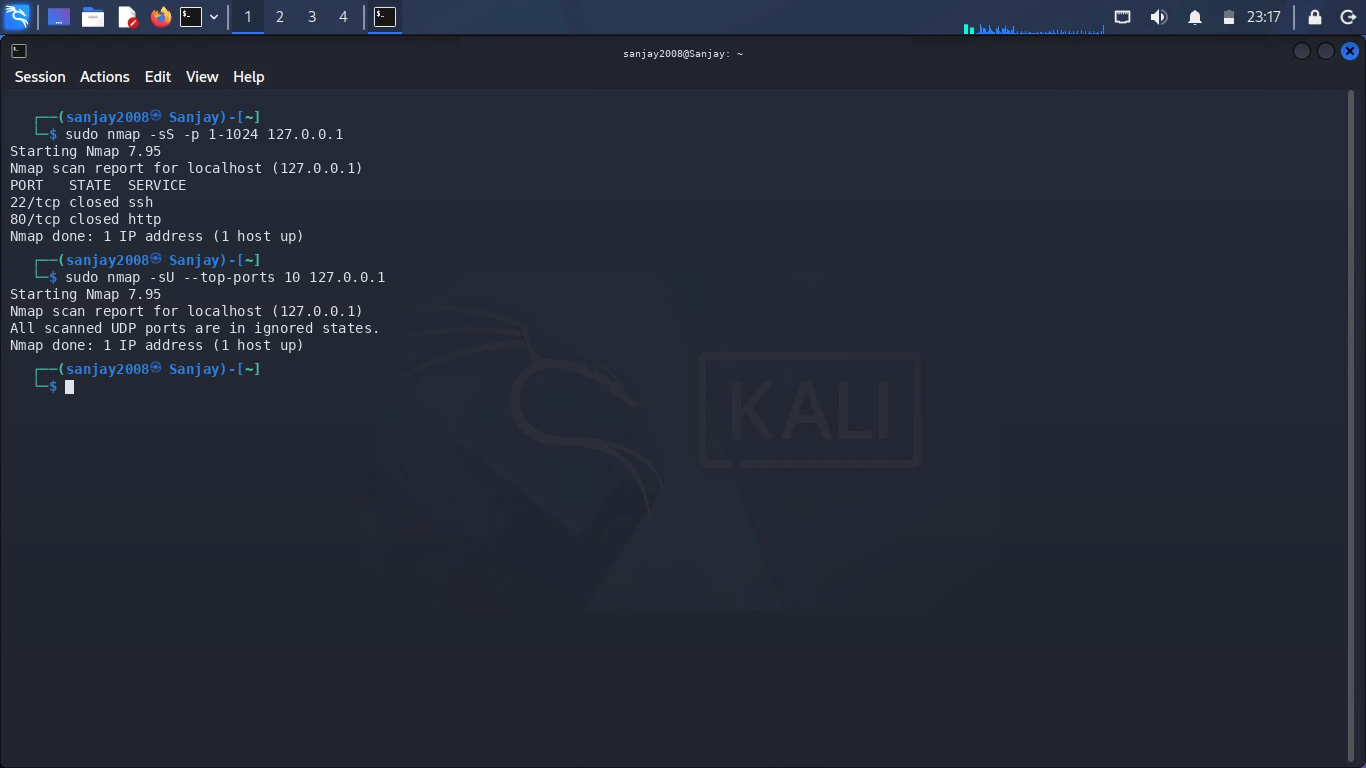 1 2 3 4 23:17
sanjay2008@Sanjay: ~
Session Actions Edit View Help
┌──(sanjay2008㉿ Sanjay)-[~]
└─$ sudo nmap -sS -p 1-1024 127.0.0.1
Starting Nmap 7.95
Nmap scan report for localhost (127.0.0.1)
PORT   STATE  SERVICE
22/tcp closed ssh
80/tcp closed http
Nmap done: 1 IP address (1 host up)
┌──(sanjay2008㉿ Sanjay)-[~]
└─$ sudo nmap -sU --top-ports 10 127.0.0.1
Starting Nmap 7.95
Nmap scan report for localhost (127.0.0.1)
All scanned UDP ports are in ignored states.
Nmap done: 1 IP address (1 host up)
┌──(sanjay2008㉿ Sanjay)-[~]
└─$
KALI